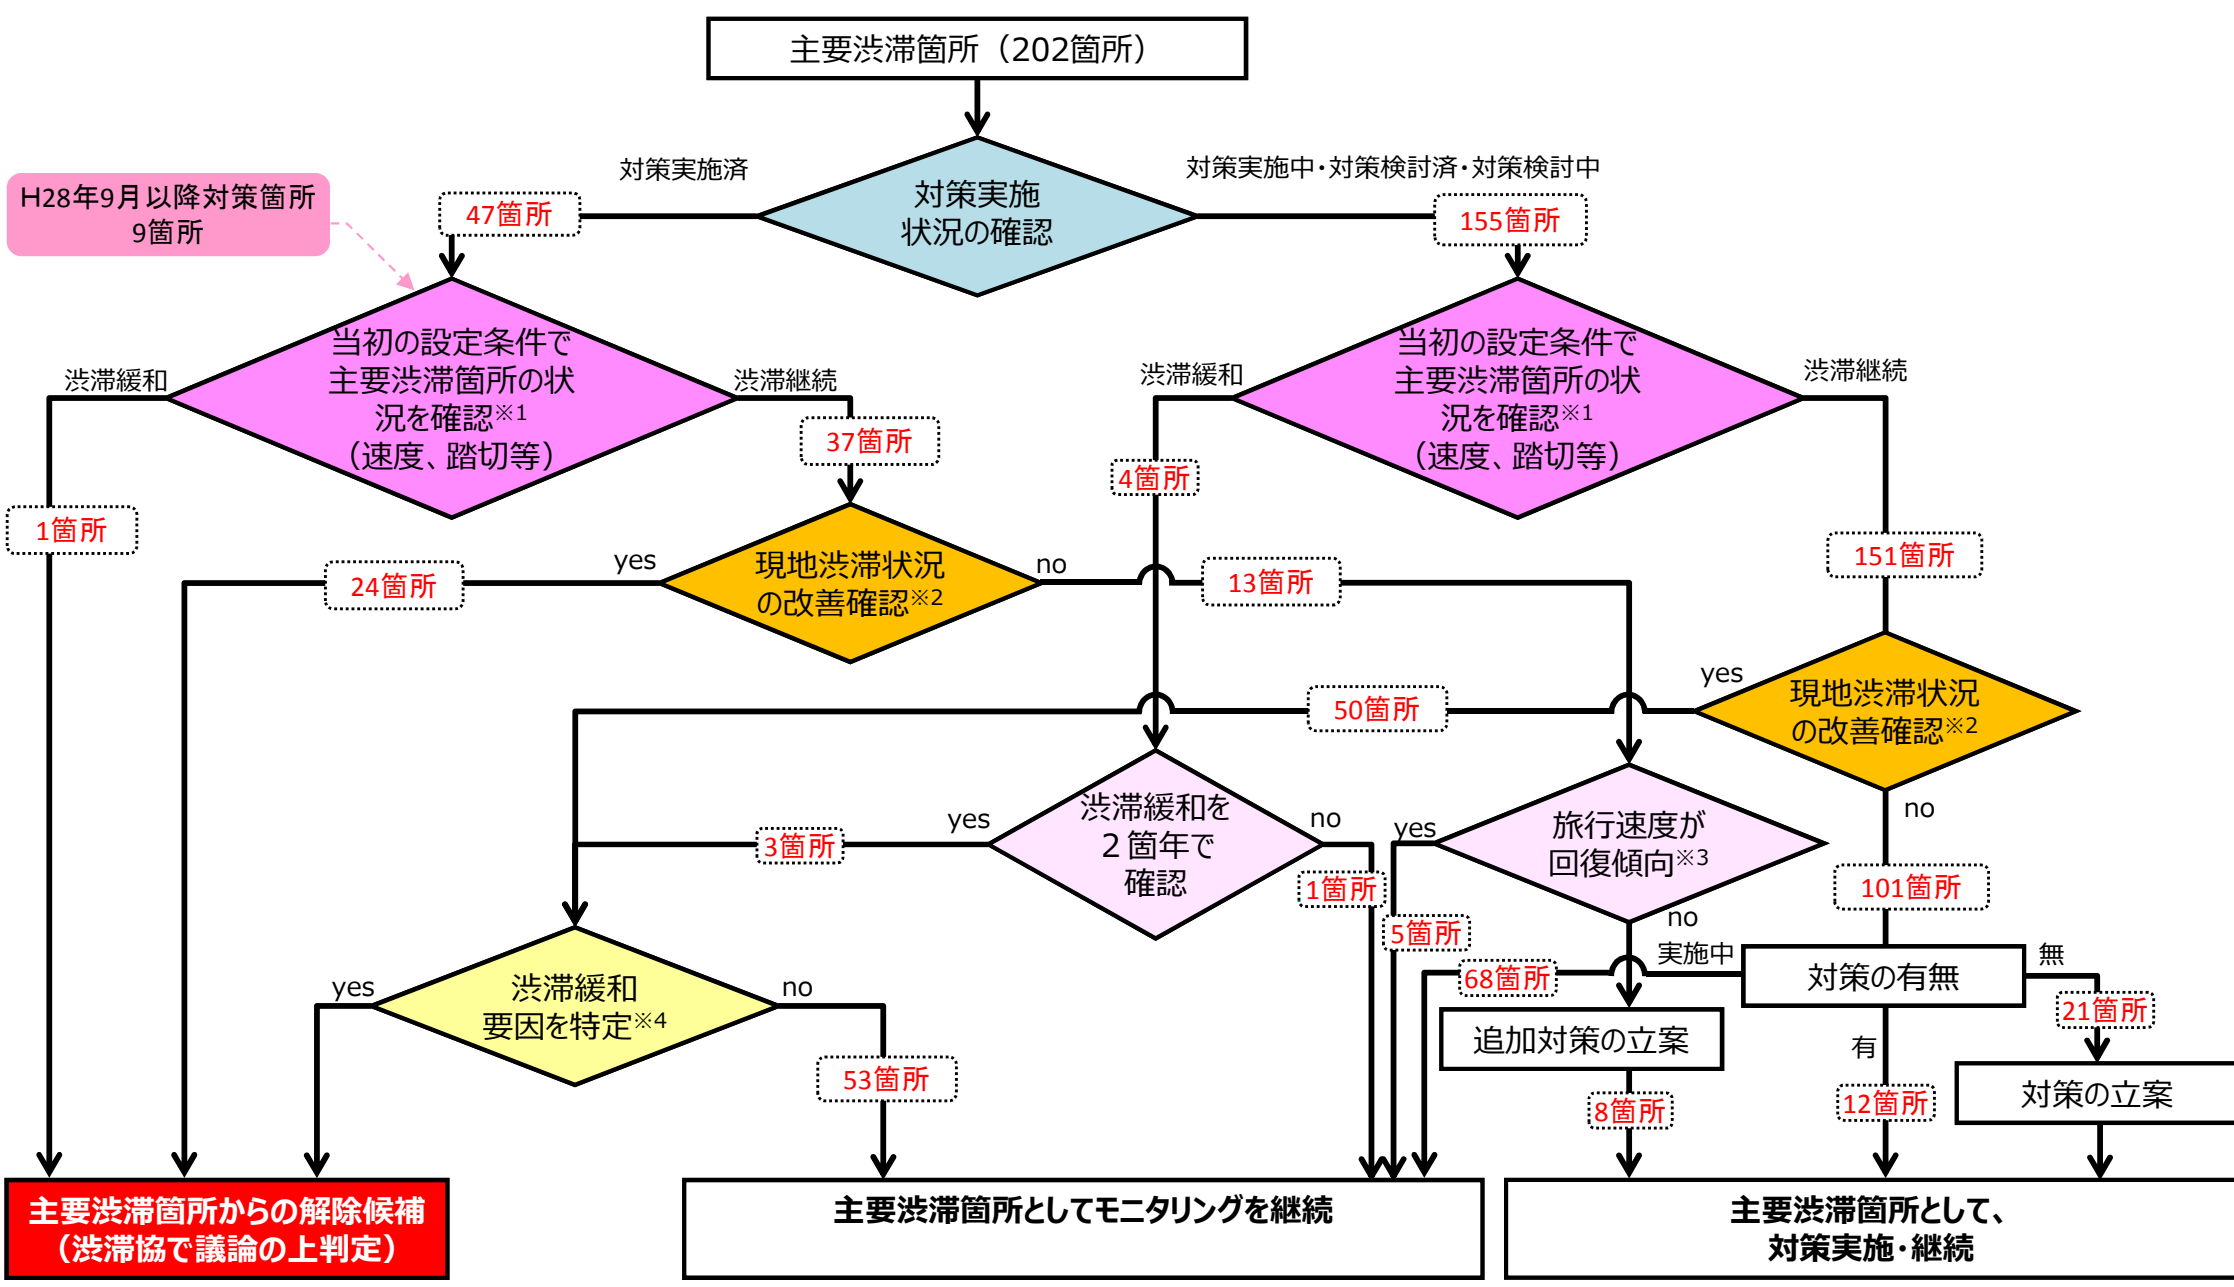 主要渋滞箇所（202箇所）
対策実施済
対策実施中・対策検討済・対策検討中
H28年9月以降対策箇所
9箇所
47箇所
対策実施
状況の確認
155箇所
当初の設定条件で
主要渋滞箇所の状
況を確認※1
（速度、踏切等）
渋滞緩和
渋滞継続
当初の設定条件で
主要渋滞箇所の状
況を確認※1
（速度、踏切等）
渋滞緩和
渋滞継続
37箇所
4箇所
1箇所
151箇所
yes
現地渋滞状況
の改善確認※2
no
24箇所
13箇所
yes
現地渋滞状況
の改善確認※2
no
50箇所
yes
渋滞緩和を
２箇年で
確認
no
3箇所
1箇所
yes
旅行速度が
回復傾向※3
no
5箇所
101箇所
実施中
対策の有無
無
68箇所
21箇所
有
yes
渋滞緩和
要因を特定※4
no
53箇所
追加対策の立案
8箇所
12箇所
対策の立案
主要渋滞箇所からの解除候補
（渋滞協で議論の上判定）
主要渋滞箇所としてモニタリングを継続
主要渋滞箇所として、
対策実施・継続